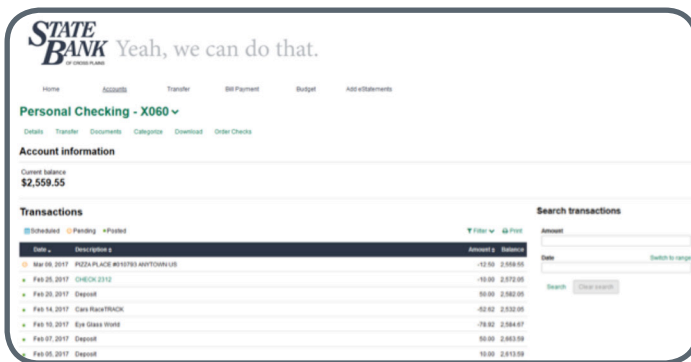 STATE
BANK Yeah, we can do that.
OF CROSS PLAINS
Home Accounts Transfer Bill Payment Budget Add eStatements
Personal Checking - X060
Details Transfer Documents Categorize Download Order Checks
Account information
Current balance
$2,559.55
Transactions
Scheduled Pending Posted Filter Print
Date Description Amount Balance
Mar 09, 2017 PIZZA PLACE #010793 ANYTOWN US -12.50 2,559.55
Feb 25, 2017 CHECK 2312 -10.00 2,572.05
Feb 20, 2017 Deposit 50.00 2,582.05
Feb 14, 2017 Cars RaceTRACK -52.62 2,532.05
Feb 10, 2017 Eye Glass World -78.92 2,584.67
Feb 07, 2017 Deposit 50.00 2,663.59
Feb 05, 2017 Deposit 10.00 2,613.59
Search transactions
Amount
Date Switch to range
Search Clear search